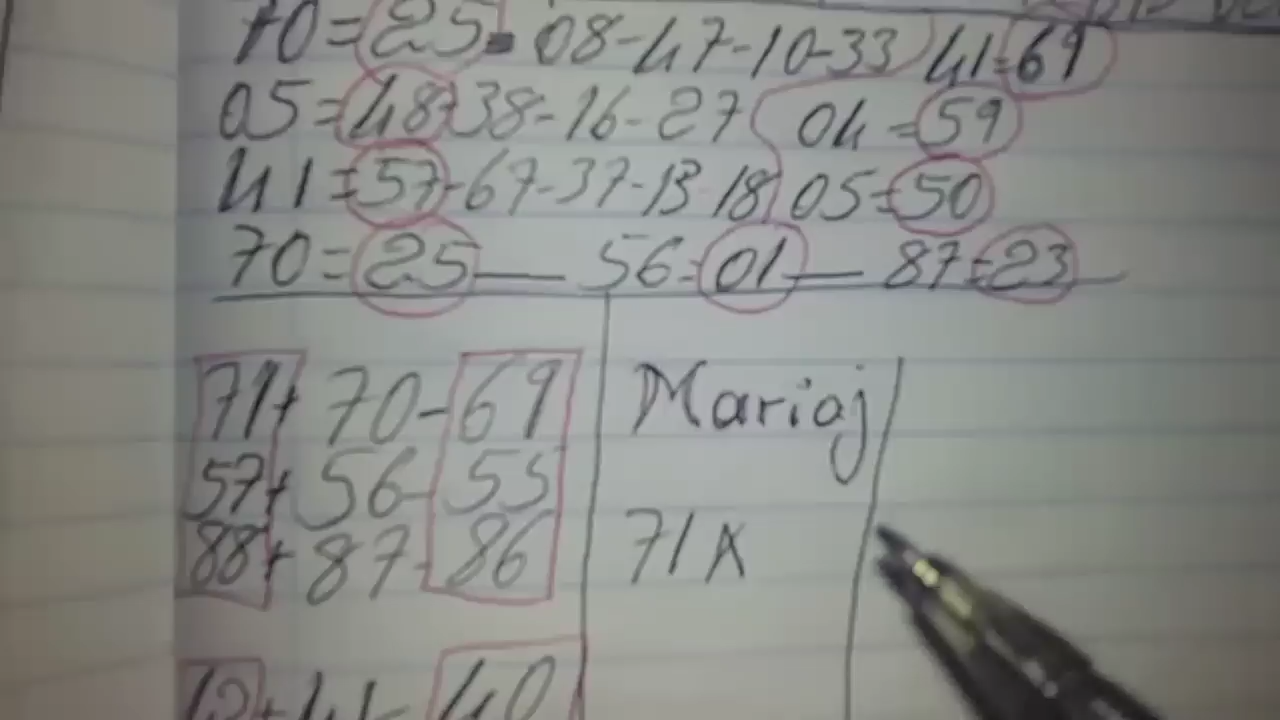 70=25-08-47-10-33 41=69
05=48+38-16-27 04=59
41=57-67-37-13-18 05=50
70=25— 56=01— 87=23—
71+ 70-69 Mariaj
57+ 56-55
88+ 87-86 71X
41- 40